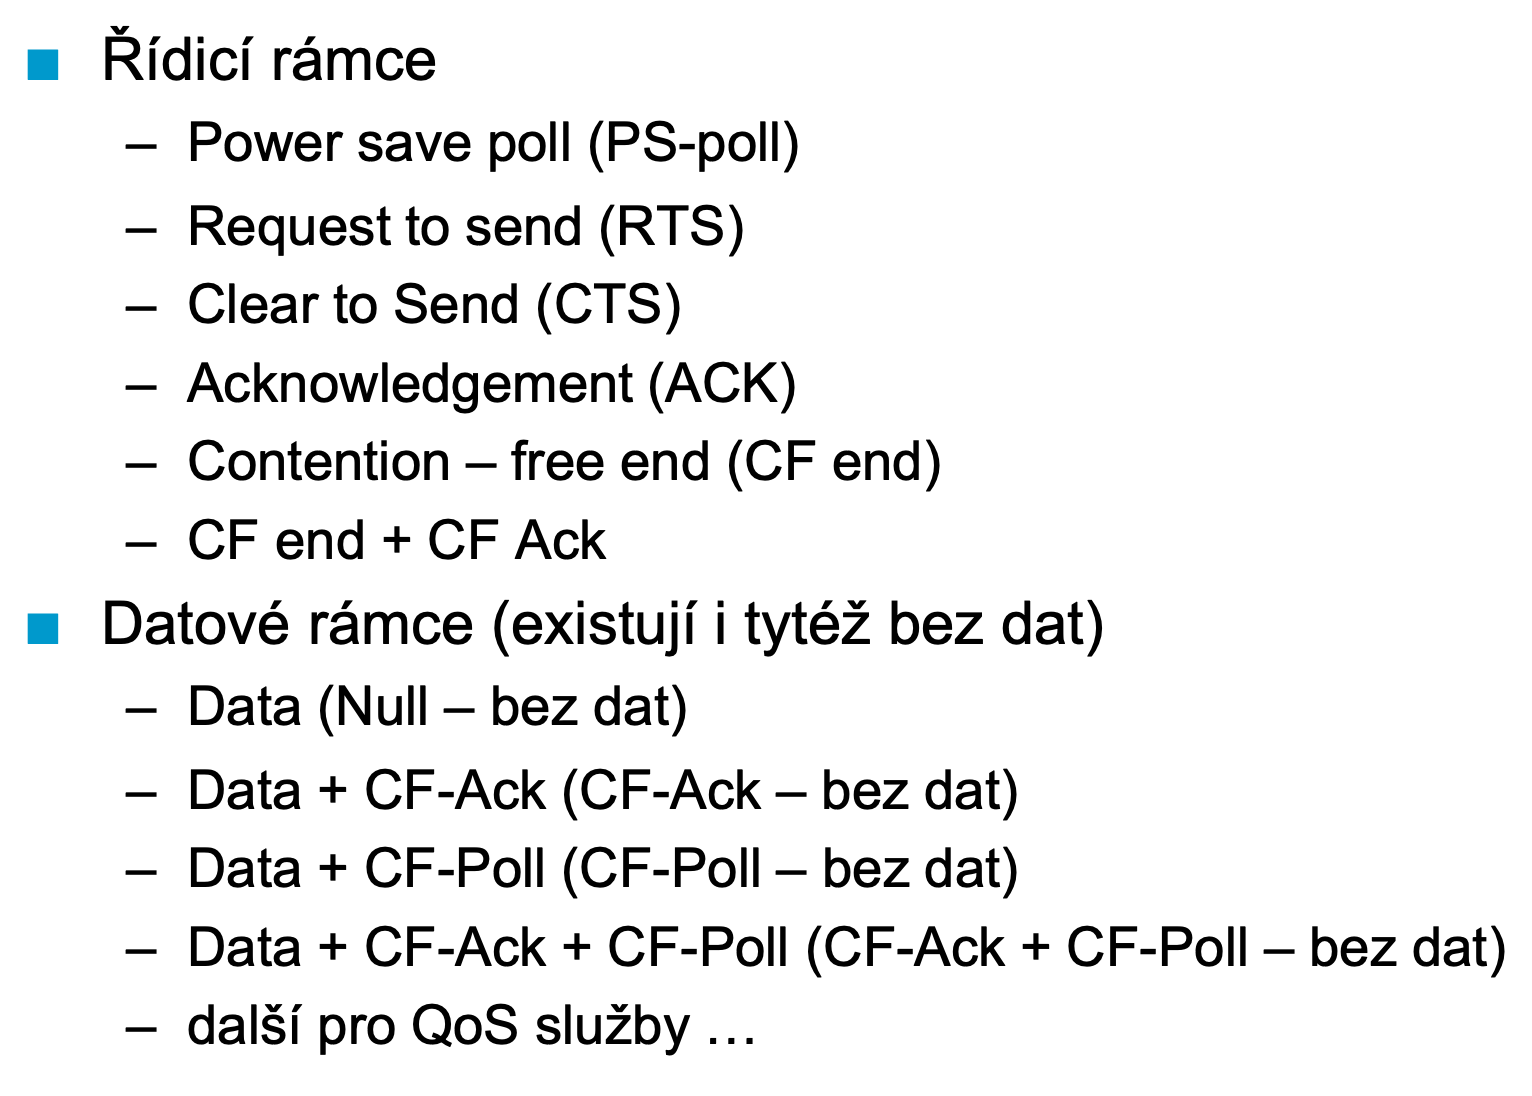 Řídicí rámce
– Power save poll (PS-poll)
– Request to send (RTS)
– Clear to Send (CTS)
– Acknowledgement (ACK)
– Contention – free end (CF end)
– CF end + CF Ack
Datové rámce (existují i tytéž bez dat)
– Data (Null – bez dat)
– Data + CF-Ack (CF-Ack – bez dat)
– Data + CF-Poll (CF-Poll – bez dat)
– Data + CF-Ack + CF-Poll (CF-Ack + CF-Poll – bez dat)
– další pro QoS služby …